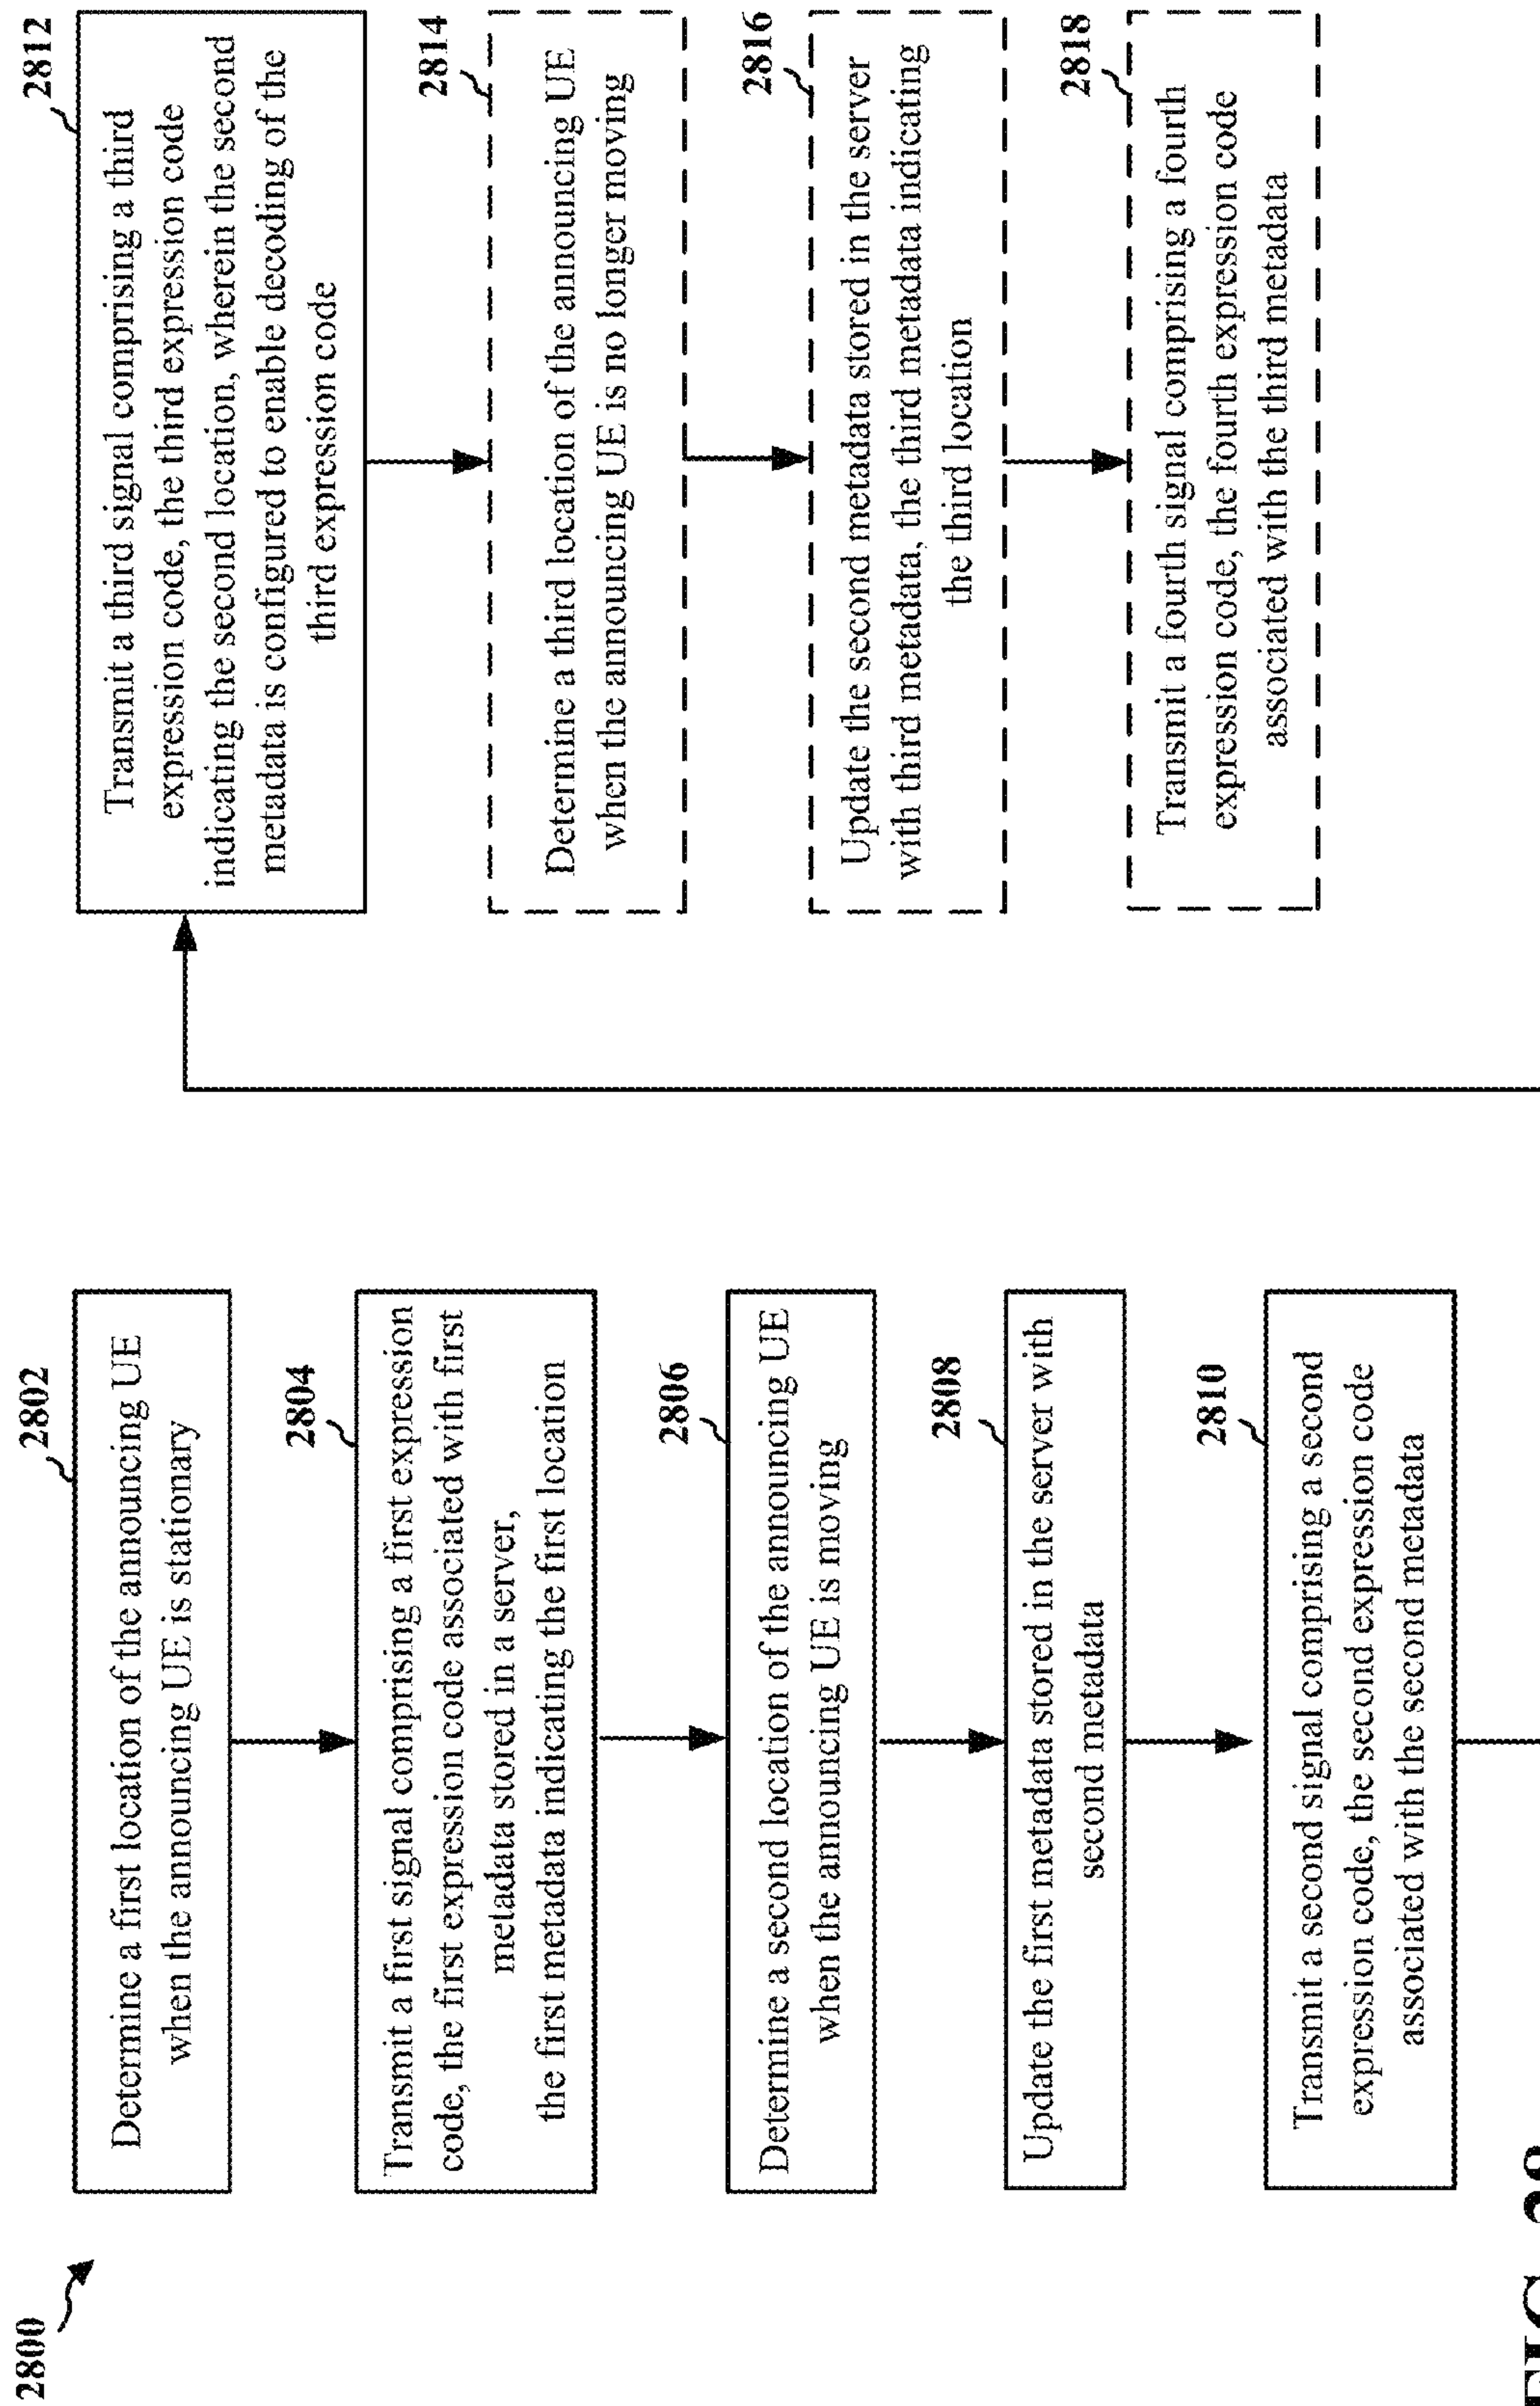 2800
2802
Determine a first location of the announcing UE
when the announcing UE is stationary
2804
Transmit a first signal comprising a first expression
code, the first expression code associated with first
metadata stored in a server,
the first metadata indicating the first location
2806
Determine a second location of the announcing UE
when the announcing UE is moving
2808
Update the first metadata stored in the server with
second metadata
2810
Transmit a second signal comprising a second
expression code, the second expression code
associated with the second metadata
2812
Transmit a third signal comprising a third
expression code, the third expression code
indicating the second location, wherein the second
metadata is configured to enable decoding of the
third expression code
2814
Determine a third location of the announcing UE
when the announcing UE is no longer moving
2816
Update the second metadata stored in the server
with third metadata, the third metadata indicating
the third location
2818
Transmit a fourth signal comprising a fourth
expression code, the fourth expression code
associated with the third metadata
FIG. 28